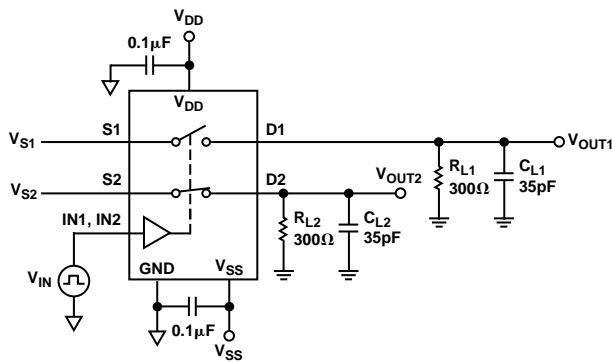 VDD
0.1μF
VDD
VS1
S1
D1
VOUT1
VS2
S2
D2
VOUT2
RL1
300Ω
CL1
35pF
IN1, IN2
RL2
300Ω
CL2
35pF
VIN
GND
VSS
0.1μF
VSS